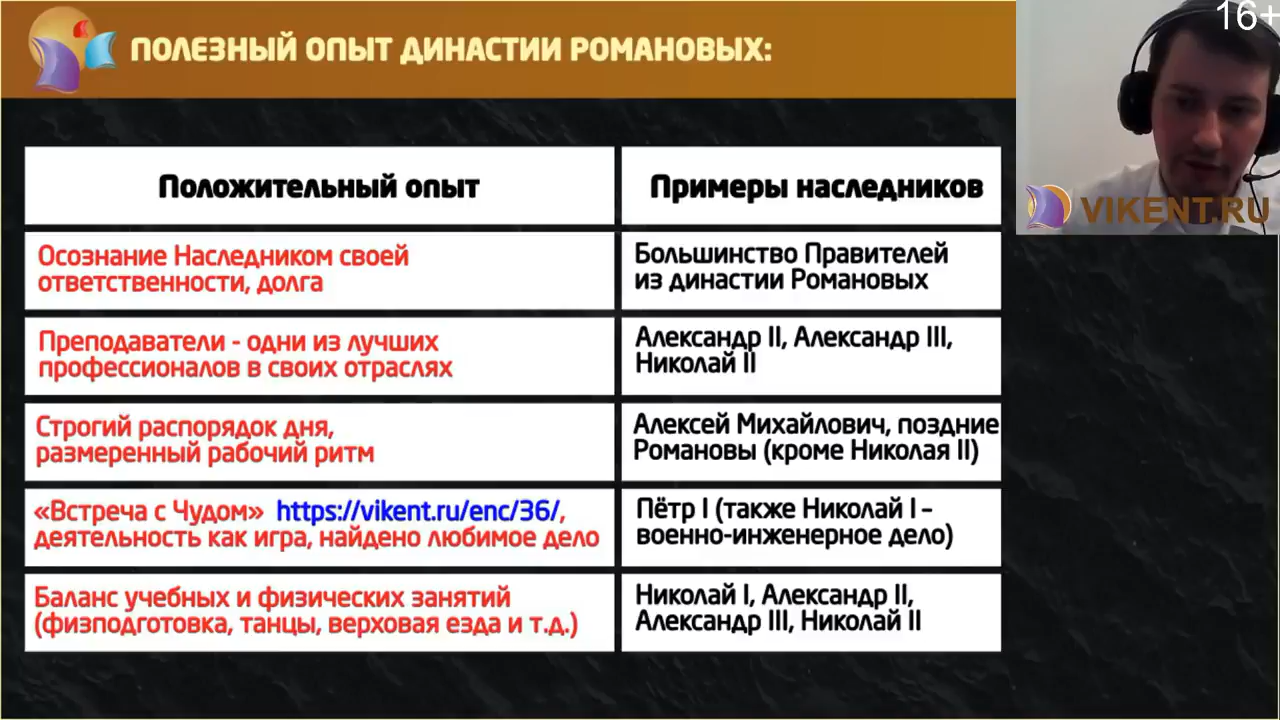 ПОЛЕЗНЫЙ ОПЫТ ДИНАСТИИ РОМАНОВЫХ:
16+
VIKENT.RU
Положительный опыт
Примеры наследников
Осознание Наследником своей
ответственности, долга
Большинство Правителей
из династии Романовых
Преподаватели - одни из лучших
профессионалов в своих отраслях
Александр II, Александр III,
Николай II
Строгий распорядок дня,
размеренный рабочий ритм
Алексей Михайлович, поздние
Романовы (кроме Николая II)
«Встреча с Чудом» https://vikent.ru/enc/36/,
деятельность как игра, найдено любимое дело
Пётр I (также Николай I –
военно-инженерное дело)
Баланс учебных и физических занятий
(физподготовка, танцы, верховая езда и т.д.)
Николай I, Александр II,
Александр III, Николай II